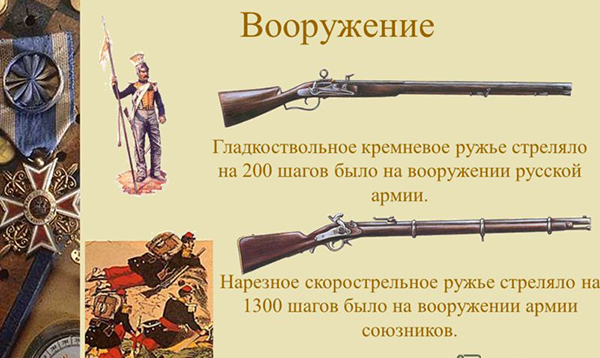 Вооружение
Гладкоствольное кремневое ружье стреляло
на 200 шагов было на вооружении русской
армии.
Нарезное скорострельное ружье стреляло на
1300 шагов было на вооружении армии
союзников.